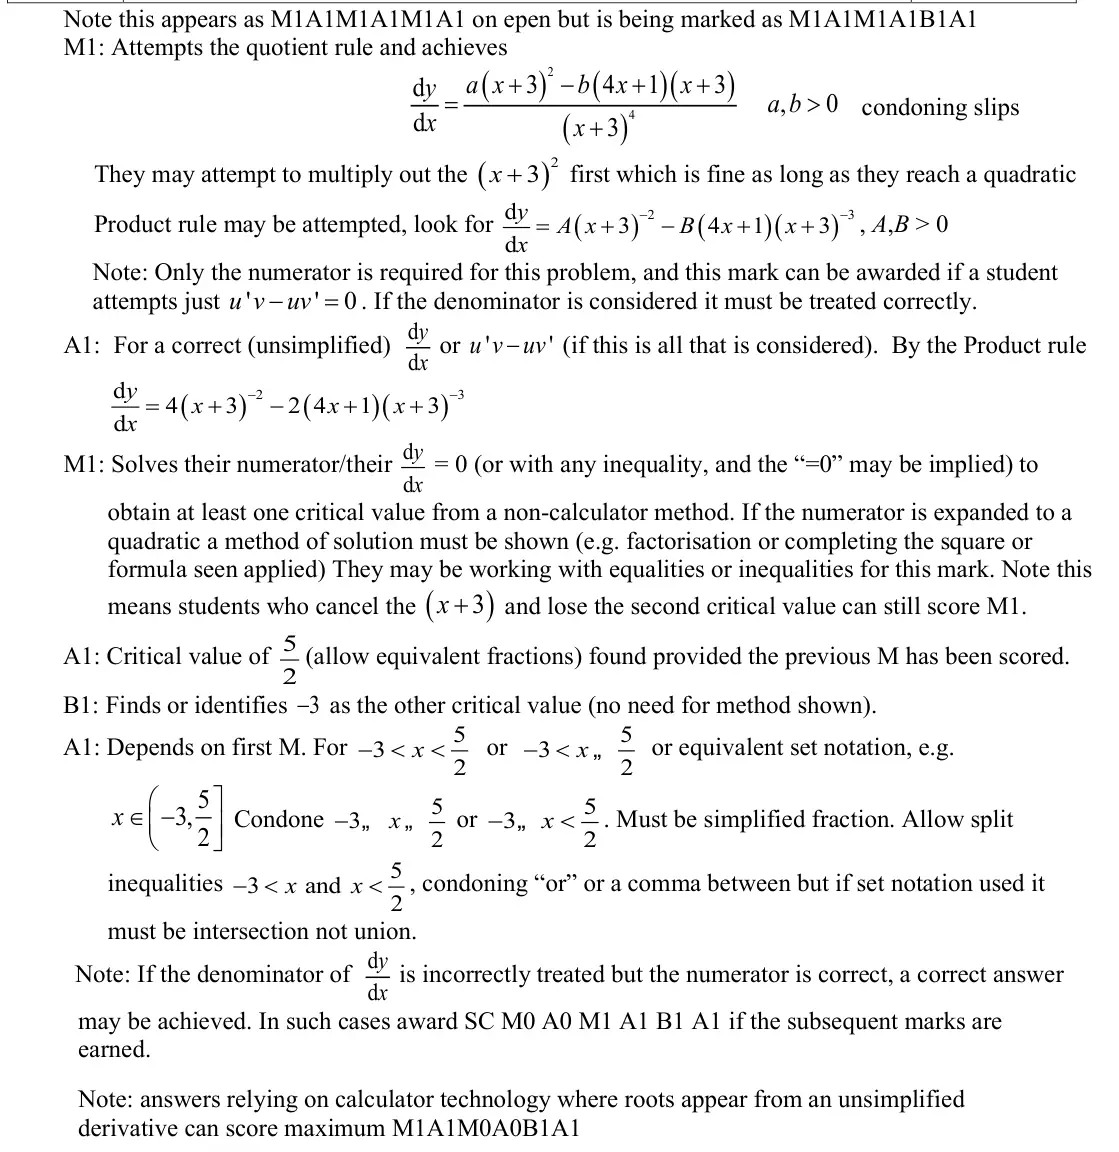 Note this appears as M1A1M1A1M1A1 on epen but is being marked as M1A1M1A1B1A1
M1: Attempts the quotient rule and achieves
dy/dx = (a(x+3)² − b(4x+1)(x+3))/(x+3)⁴ a,b > 0 condoning slips
They may attempt to multiply out the (x+3)² first which is fine as long as they reach a quadratic
Product rule may be attempted, look for dy/dx = A(x+3)⁻² − B(4x+1)(x+3)⁻³, A,B > 0
Note: Only the numerator is required for this problem, and this mark can be awarded if a student
attempts just u'v − uv' = 0. If the denominator is considered it must be treated correctly.
A1: For a correct (unsimplified) dy/dx or u'v − uv' (if this is all that is considered). By the Product rule
dy/dx = 4(x+3)⁻² − 2(4x+1)(x+3)⁻³
M1: Solves their numerator/their dy/dx = 0 (or with any inequality, and the “=0” may be implied) to
obtain at least one critical value from a non-calculator method. If the numerator is expanded to a
quadratic a method of solution must be shown (e.g. factorisation or completing the square or
formula seen applied) They may be working with equalities or inequalities for this mark. Note this
means students who cancel the (x+3) and lose the second critical value can still score M1.
A1: Critical value of 5/2 (allow equivalent fractions) found provided the previous M has been scored.
B1: Finds or identifies −3 as the other critical value (no need for method shown).
A1: Depends on first M. For −3 < x < 5/2 or −3 < x „ 5/2 or equivalent set notation, e.g.
x ∈ (−3, 5/2] Condone −3„ x„ 5/2 or −3„ x < 5/2. Must be simplified fraction. Allow split
inequalities −3 < x and x < 5/2, condoning “or” or a comma between but if set notation used it
must be intersection not union.
Note: If the denominator of dy/dx is incorrectly treated but the numerator is correct, a correct answer
may be achieved. In such cases award SC M0 A0 M1 A1 B1 A1 if the subsequent marks are
earned.
Note: answers relying on calculator technology where roots appear from an unsimplified
derivative can score maximum M1A1M0A0B1A1